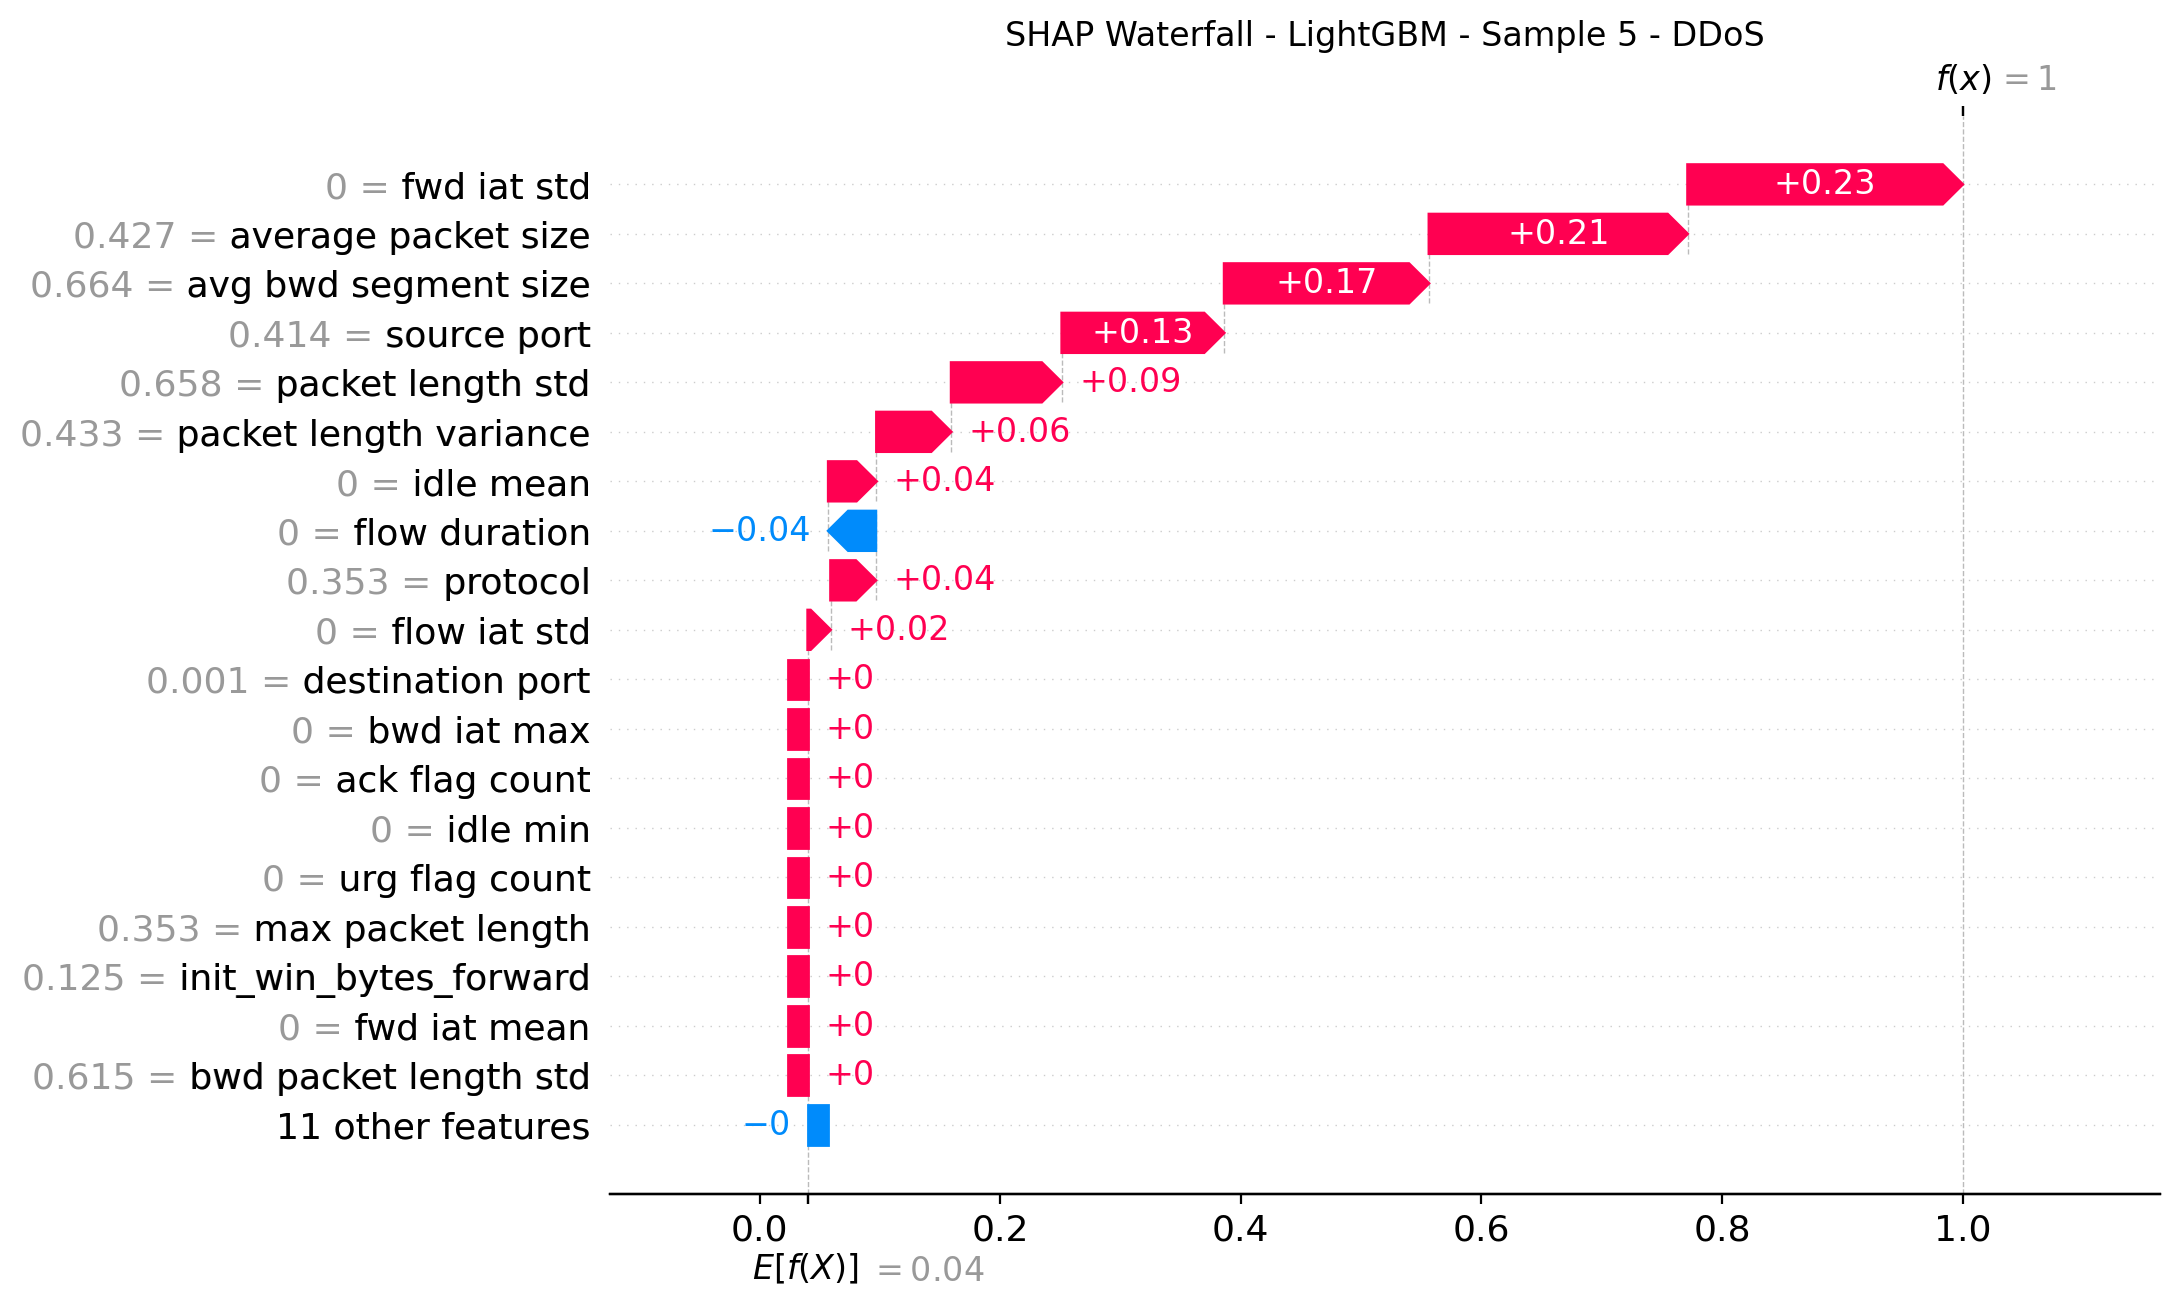 SHAP Waterfall - LightGBM - Sample 5 - DDoS
f(x) = 1
0 = fwd iat std +0.23
0.427 = average packet size +0.21
0.664 = avg bwd segment size +0.17
0.414 = source port +0.13
0.658 = packet length std +0.09
0.433 = packet length variance +0.06
0 = idle mean +0.04
0 = flow duration −0.04
0.353 = protocol +0.04
0 = flow iat std +0.02
0.001 = destination port +0
0 = bwd iat max +0
0 = ack flag count +0
0 = idle min +0
0 = urg flag count +0
0.353 = max packet length +0
0.125 = init_win_bytes_forward +0
0 = fwd iat mean +0
0.615 = bwd packet length std +0
11 other features −0
0.0 0.2 0.4 0.6 0.8 1.0
E[f(X)] = 0.04